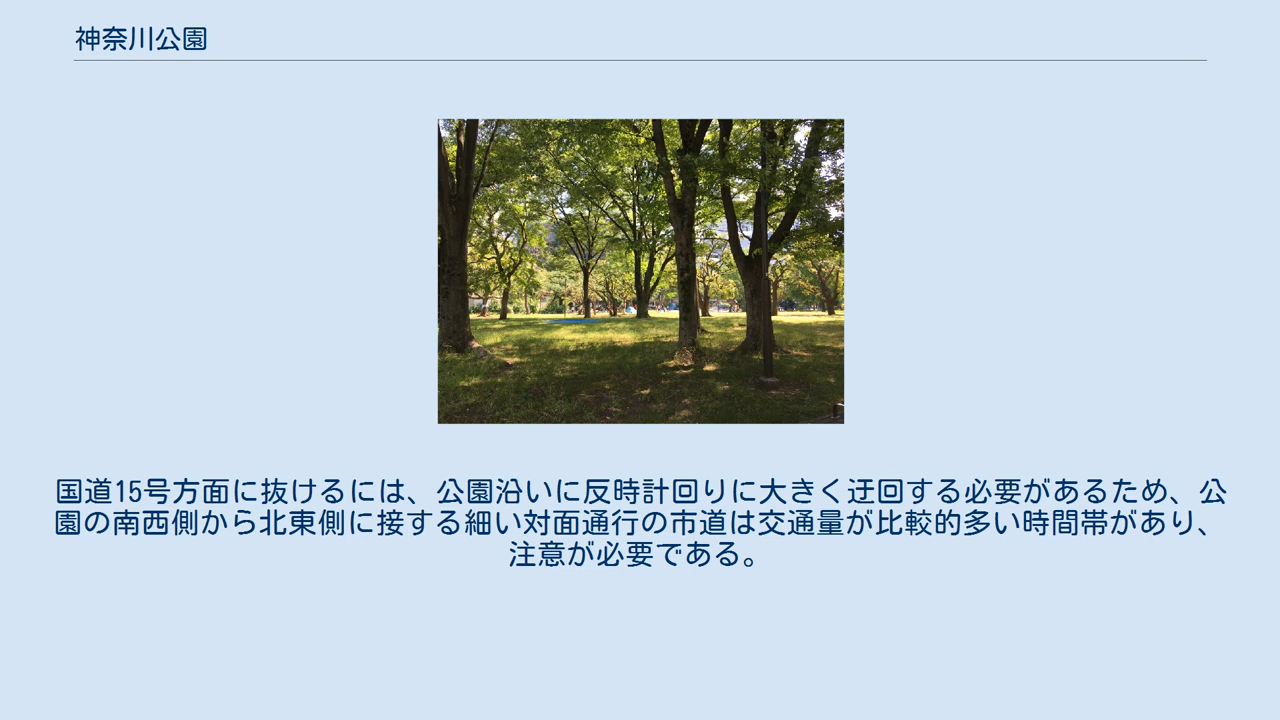 神奈川公園
国道15号方面に抜けるには、公園沿いに反時計回りに大きく迂回する必要があるため、公
園の南西側から北東側に接する細い対面通行の市道は交通量が比較的多い時間帯があり、
注意が必要である。